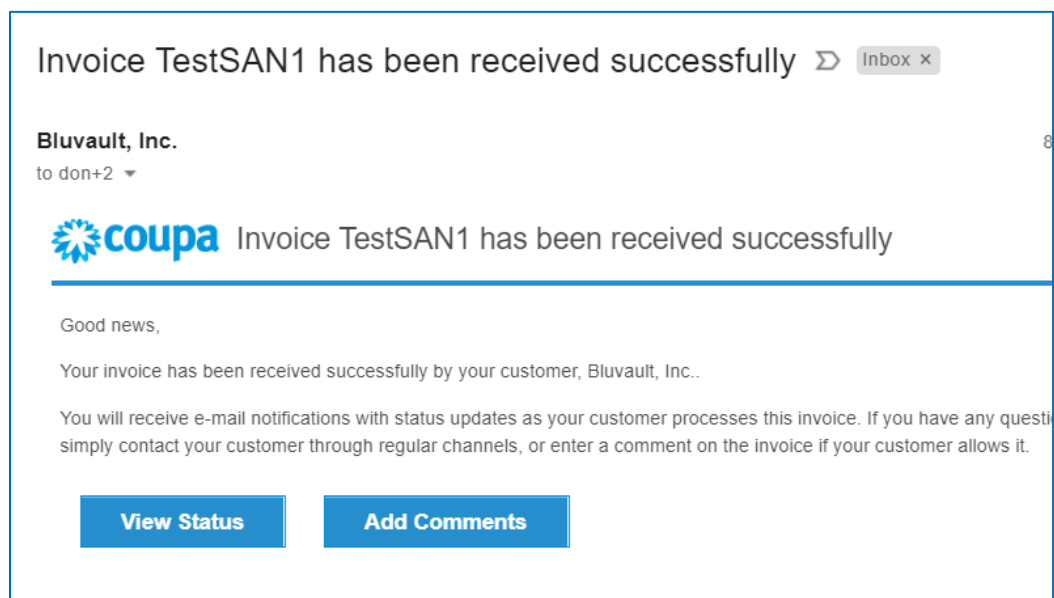 Invoice TestSAN1 has been received successfully Inbox ×
Bluvault, Inc. 8
to don+2
coupa Invoice TestSAN1 has been received successfully
Good news,
Your invoice has been received successfully by your customer, Bluvault, Inc..
You will receive e-mail notifications with status updates as your customer processes this invoice. If you have any
simply contact your customer through regular channels, or enter a comment on the invoice if your customer allows it.
View Status Add Comments